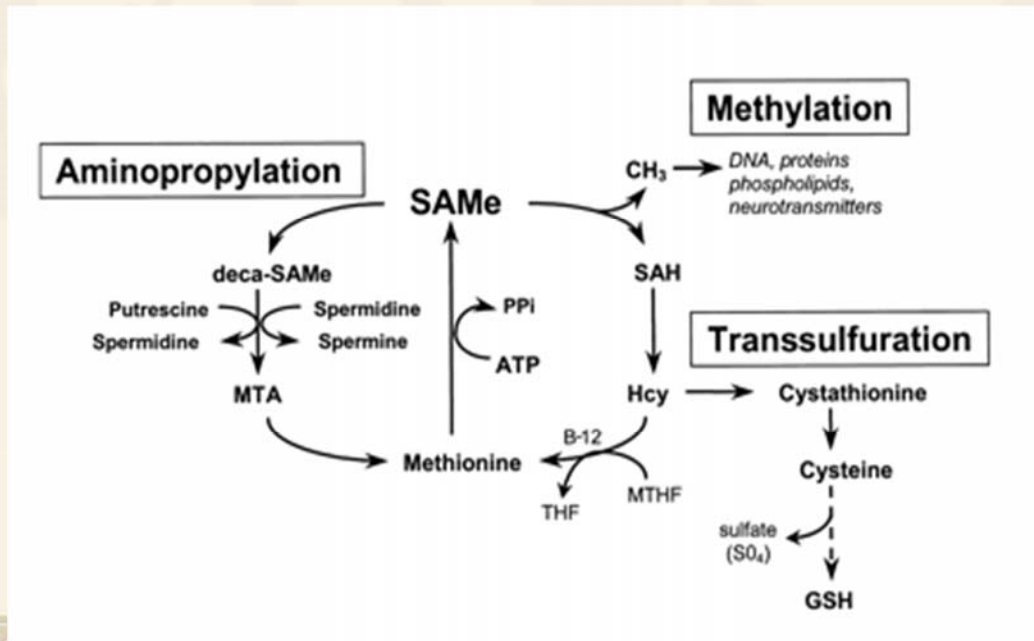 Methylation
Aminopropylation
CH₃
DNA, proteins
phospholipids,
neurotransmitters
SAMe
deca-SAMe
SAH
Putrescine
Spermidine
Spermidine
Spermine
PPi
ATP
Transsulfuration
MTA
Hcy
Cystathionine
B-12
Methionine
MTHF
THF
Cysteine
sulfate
(S0₄)
GSH